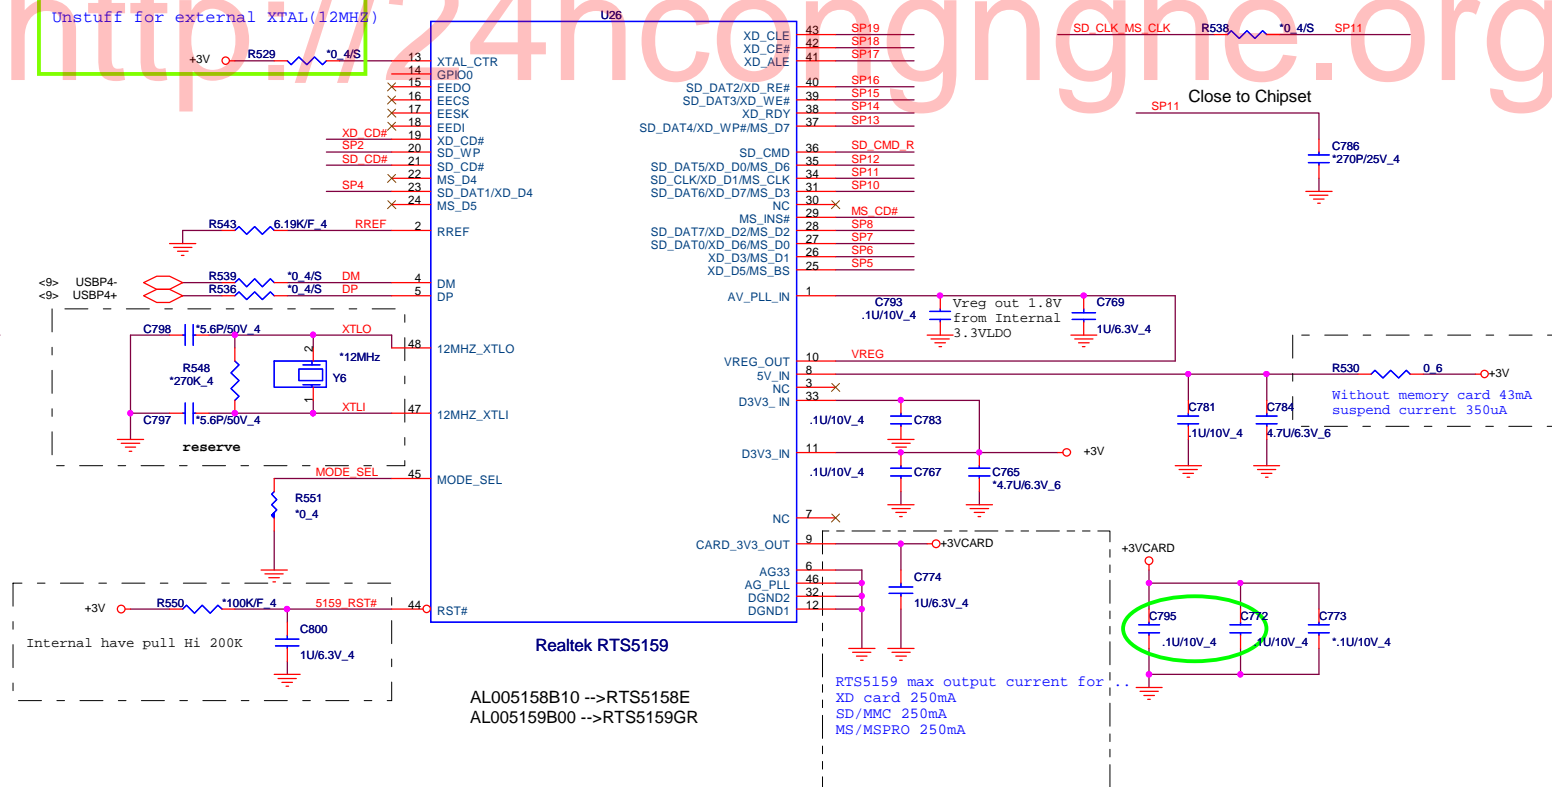 http://24hcongnghe.org
Unstuff for external XTAL(12MHZ)
+3V
R529
*0_4/S
U26
Realtek RTS5159
13
XTAL_CTR
14
GPIO0
15
EEDO
16
EECS
17
EESK
18
EEDI
XD_CD#
19
XD_CD#
SP2
20
SD_WP
SD_CD#
21
SD_CD#
22
MS_D4
SP4
23
SD_DAT1/XD_D4
24
MS_D5
R543
6.19K/F_4
RREF
2
RREF
<9>
USBP4-
R539
*0_4/S
DM
4
DM
<9>
USBP4+
R536
*0_4/S
DP
5
DP
C798
*5.6P/50V_4
XTLO
48
12MHZ_XTLO
R548
*270K_4
2
*12MHz
Y6
1
C797
*5.6P/50V_4
XTLI
47
12MHZ_XTLI
reserve
MODE_SEL
45
MODE_SEL
R551
*0_4
+3V
R550
*100K/F_4
5159_RST#
44
RST#
Internal have pull Hi 200K
C800
1U/6.3V_4
AL005158B10 -->RTS5158E
AL005159B00 -->RTS5159GR
XD_CLE
43
SP19
XD_CE#
42
SP18
XD_ALE
41
SP17
SD_DAT2/XD_RE#
40
SP16
SD_DAT3/XD_WE#
39
SP15
XD_RDY
38
SP14
SD_DAT4/XD_WP#/MS_D7
37
SP13
SD_CMD
36
SD_CMD_R
SD_DAT5/XD_D0/MS_D6
35
SP12
SD_CLK/XD_D1/MS_CLK
34
SP11
SD_DAT6/XD_D7/MS_D3
31
SP10
NC
30
MS_INS#
29
MS_CD#
SD_DAT7/XD_D2/MS_D2
28
SP8
SD_DAT0/XD_D6/MS_D0
27
SP7
XD_D3/MS_D1
26
SP6
XD_D5/MS_BS
25
SP5
AV_PLL_IN
1
C793
.1U/10V_4
Vreg out 1.8V
from Internal
3.3VLDO
C769
1U/6.3V_4
VREG_OUT
10
VREG
5V_IN
8
NC
3
D3V3_ IN
33
.1U/10V_4
C783
D3V3_IN
11
+3V
.1U/10V_4
C767
C765
*4.7U/6.3V_6
NC
7
CARD_3V3_OUT
9
+3VCARD
AG33
6
AG_PLL
46
DGND2
32
DGND1
12
C774
1U/6.3V_4
RTS5159 max output current for ..
XD card 250mA
SD/MMC 250mA
MS/MSPRO 250mA
SD_CLK_MS_CLK
R538
*0_4/S
SP11
Close to Chipset
SP11
C786
*270P/25V_4
R530
0_6
+3V
Without memory card 43mA
suspend current 350uA
C781
.1U/10V_4
C784
4.7U/6.3V_6
+3VCARD
C795
.1U/10V_4
C772
.1U/10V_4
C773
*.1U/10V_4